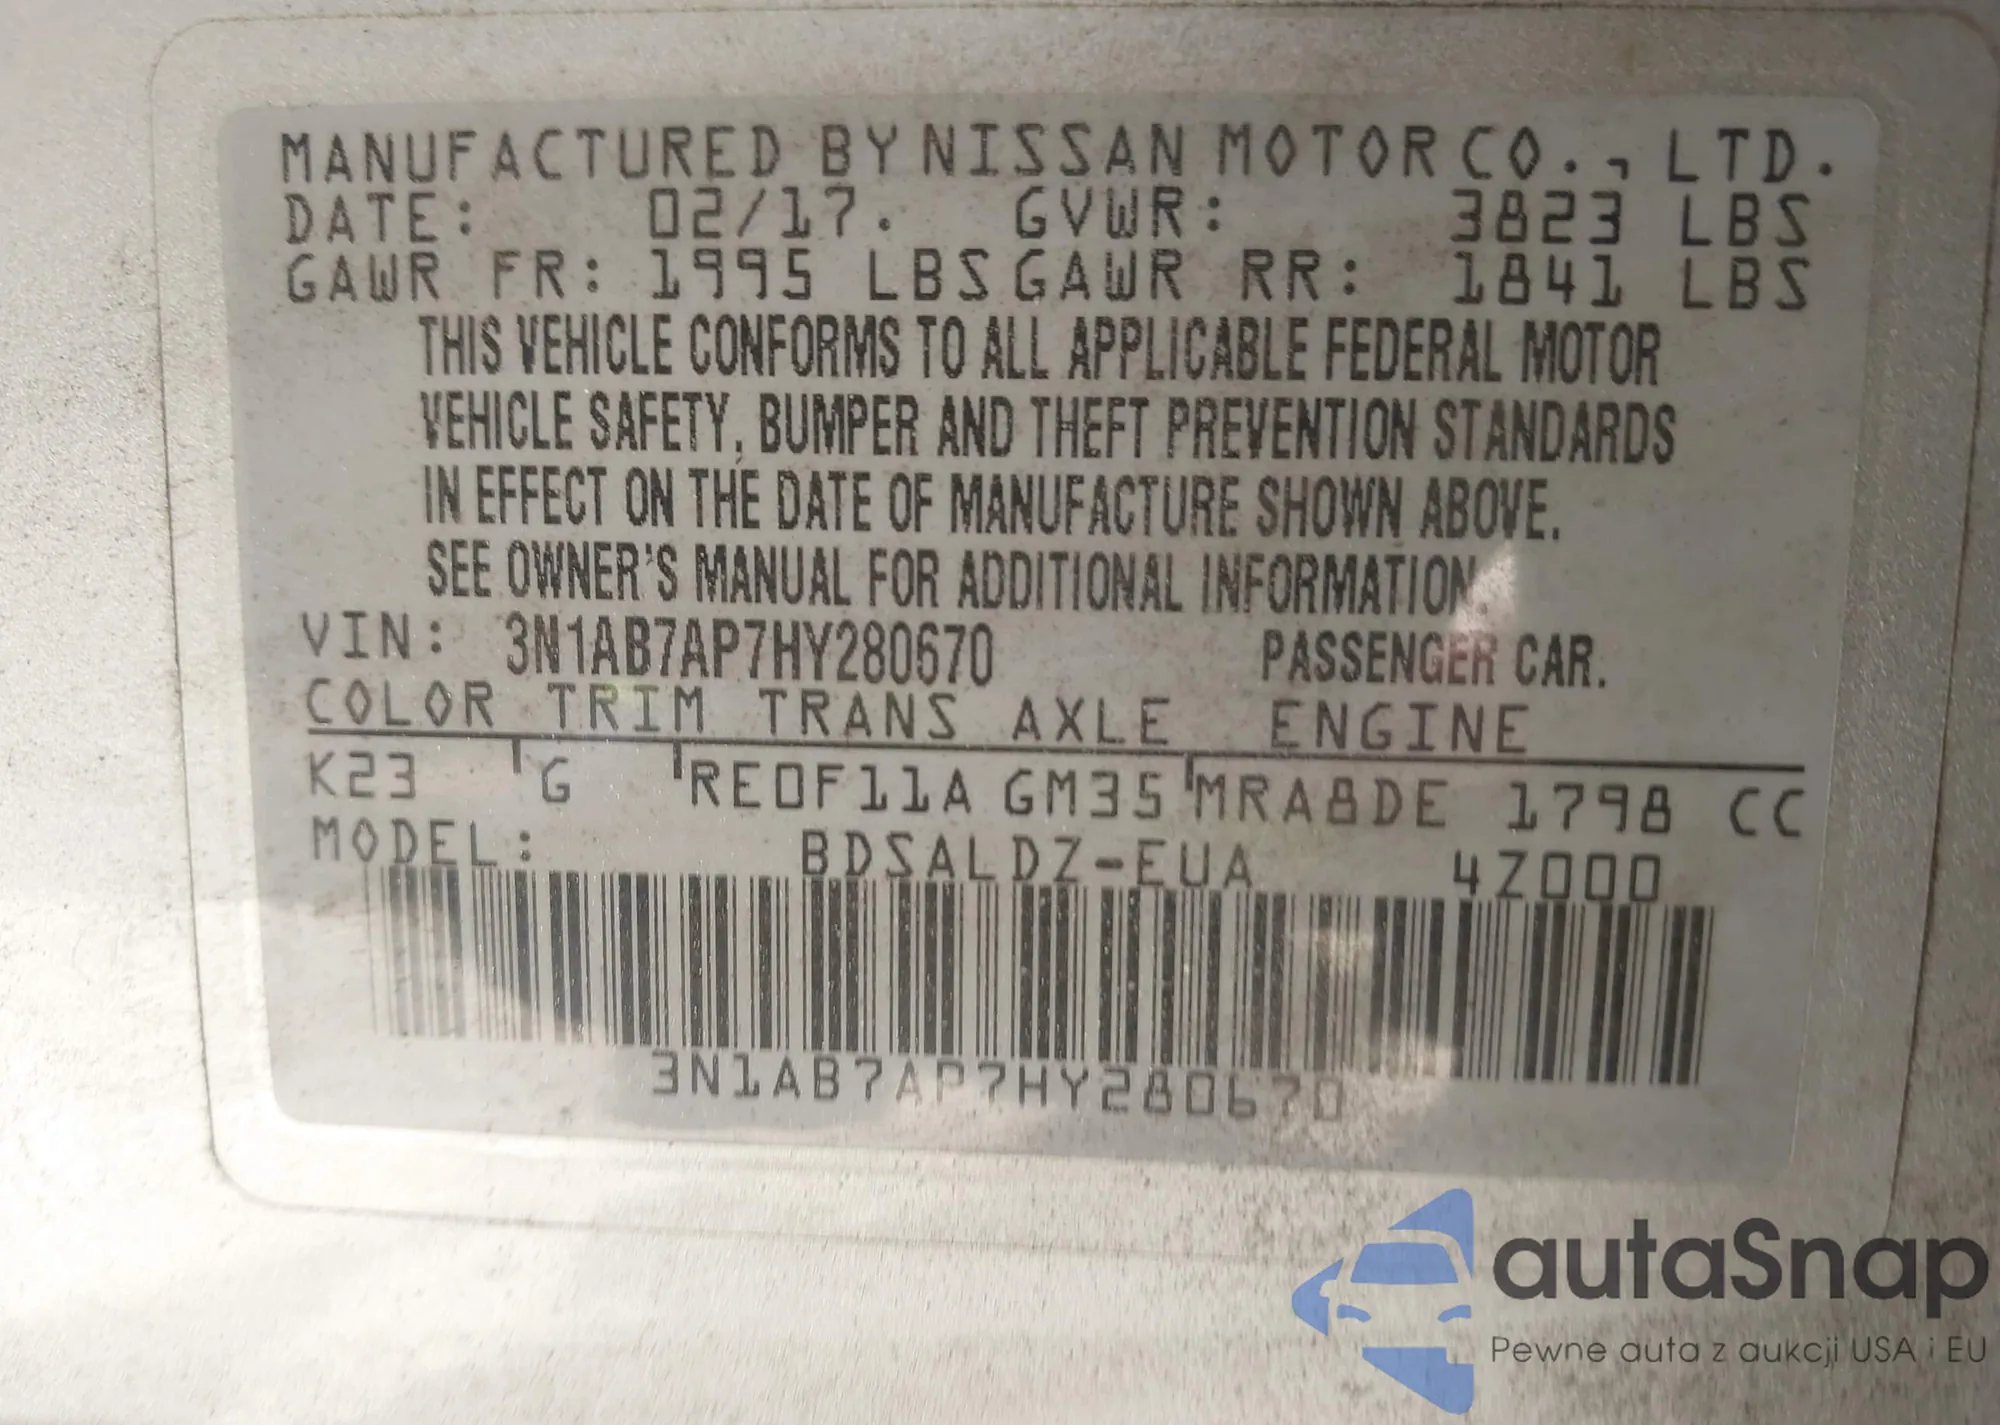 MANUFACTURED BY NISSAN MOTOR CO., LTD.
DATE: 02/17. GVWR: 3823 LBS
GAWR FR: 1995 LBS GAWR RR: 1841 LBS
THIS VEHICLE CONFORMS TO ALL APPLICABLE FEDERAL MOTOR
VEHICLE SAFETY, BUMPER AND THEFT PREVENTION STANDARDS
IN EFFECT ON THE DATE OF MANUFACTURE SHOWN ABOVE.
SEE OWNER'S MANUAL FOR ADDITIONAL INFORMATION.
VIN: 3N1AB7AP7HY280670 PASSENGER CAR.
COLOR TRIM TRANS AXLE ENGINE
K23 G RE0F11A GM35 MRA8DE 1798 CC
MODEL: BDSALDZ-EUA 4Z000
3N1AB7AP7HY280670
autaSnap
Pewne auta z aukcji USA i EU